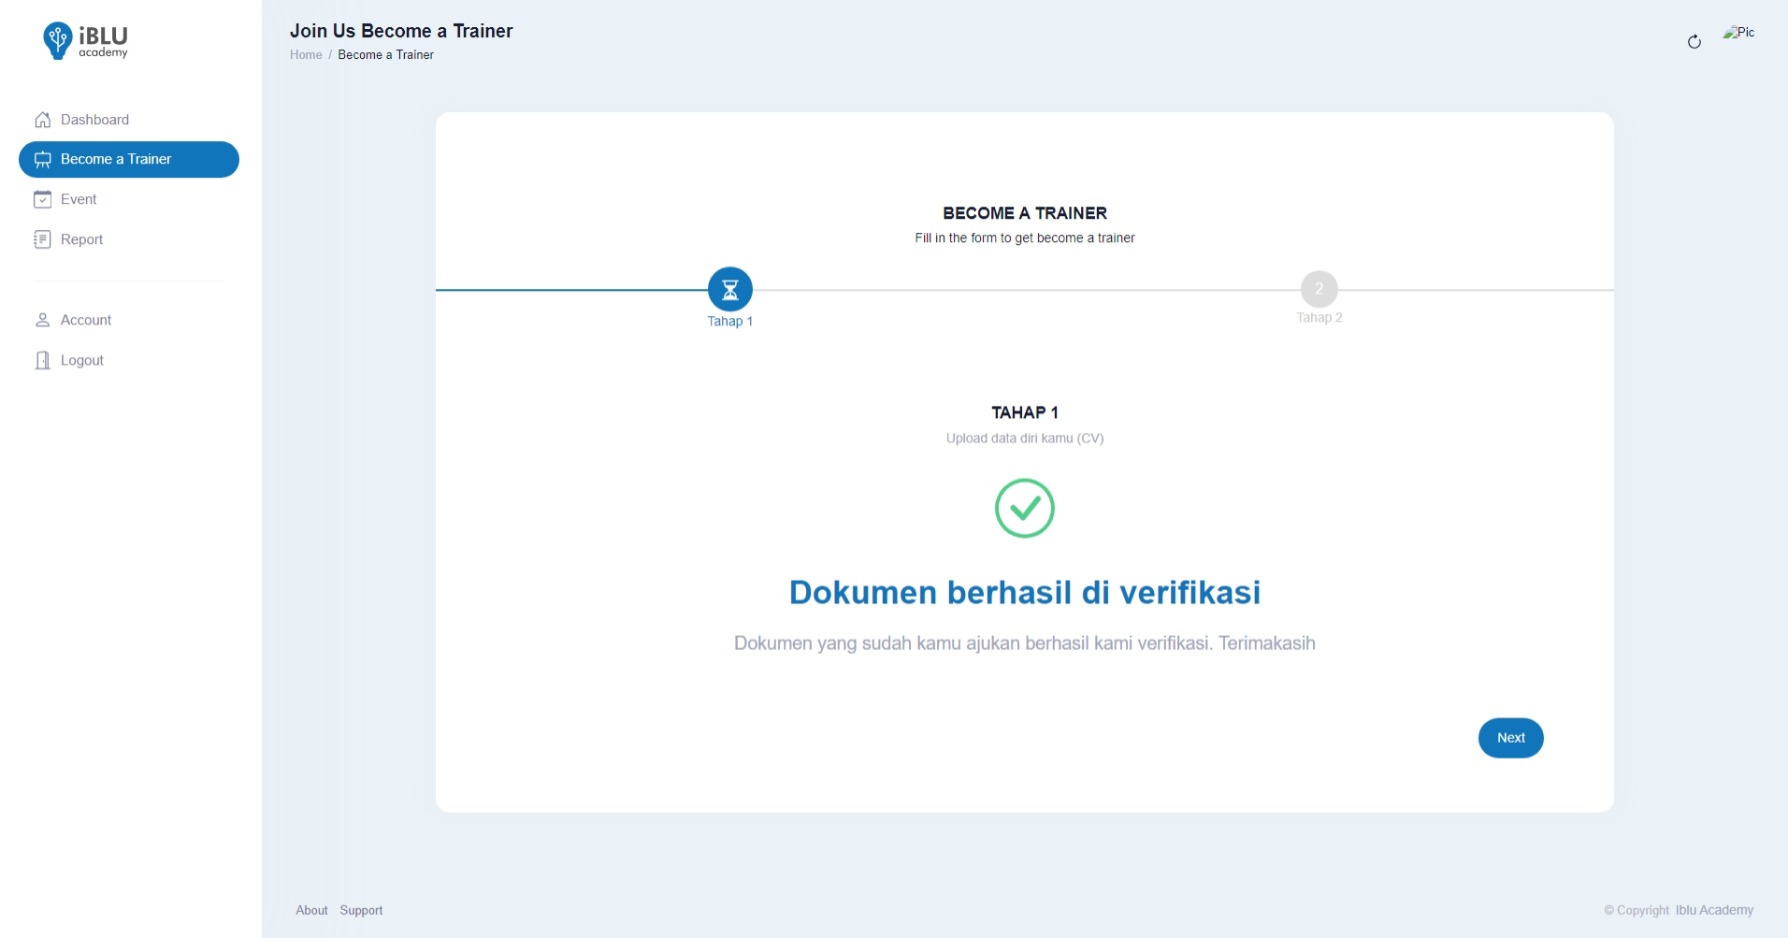 iBLU
academy
Join Us Become a Trainer
Home / Become a Trainer
Pic
Dashboard
Become a Trainer
Event
Report
Account
Logout
BECOME A TRAINER
Fill in the form to get become a trainer
2
Tahap 1
Tahap 2
TAHAP 1
Upload data diri kamu (CV)
Dokumen berhasil di verifikasi
Dokumen yang sudah kamu ajukan berhasil kami verifikasi. Terimakasih
Next
About Support
© Copyright Iblu Academy